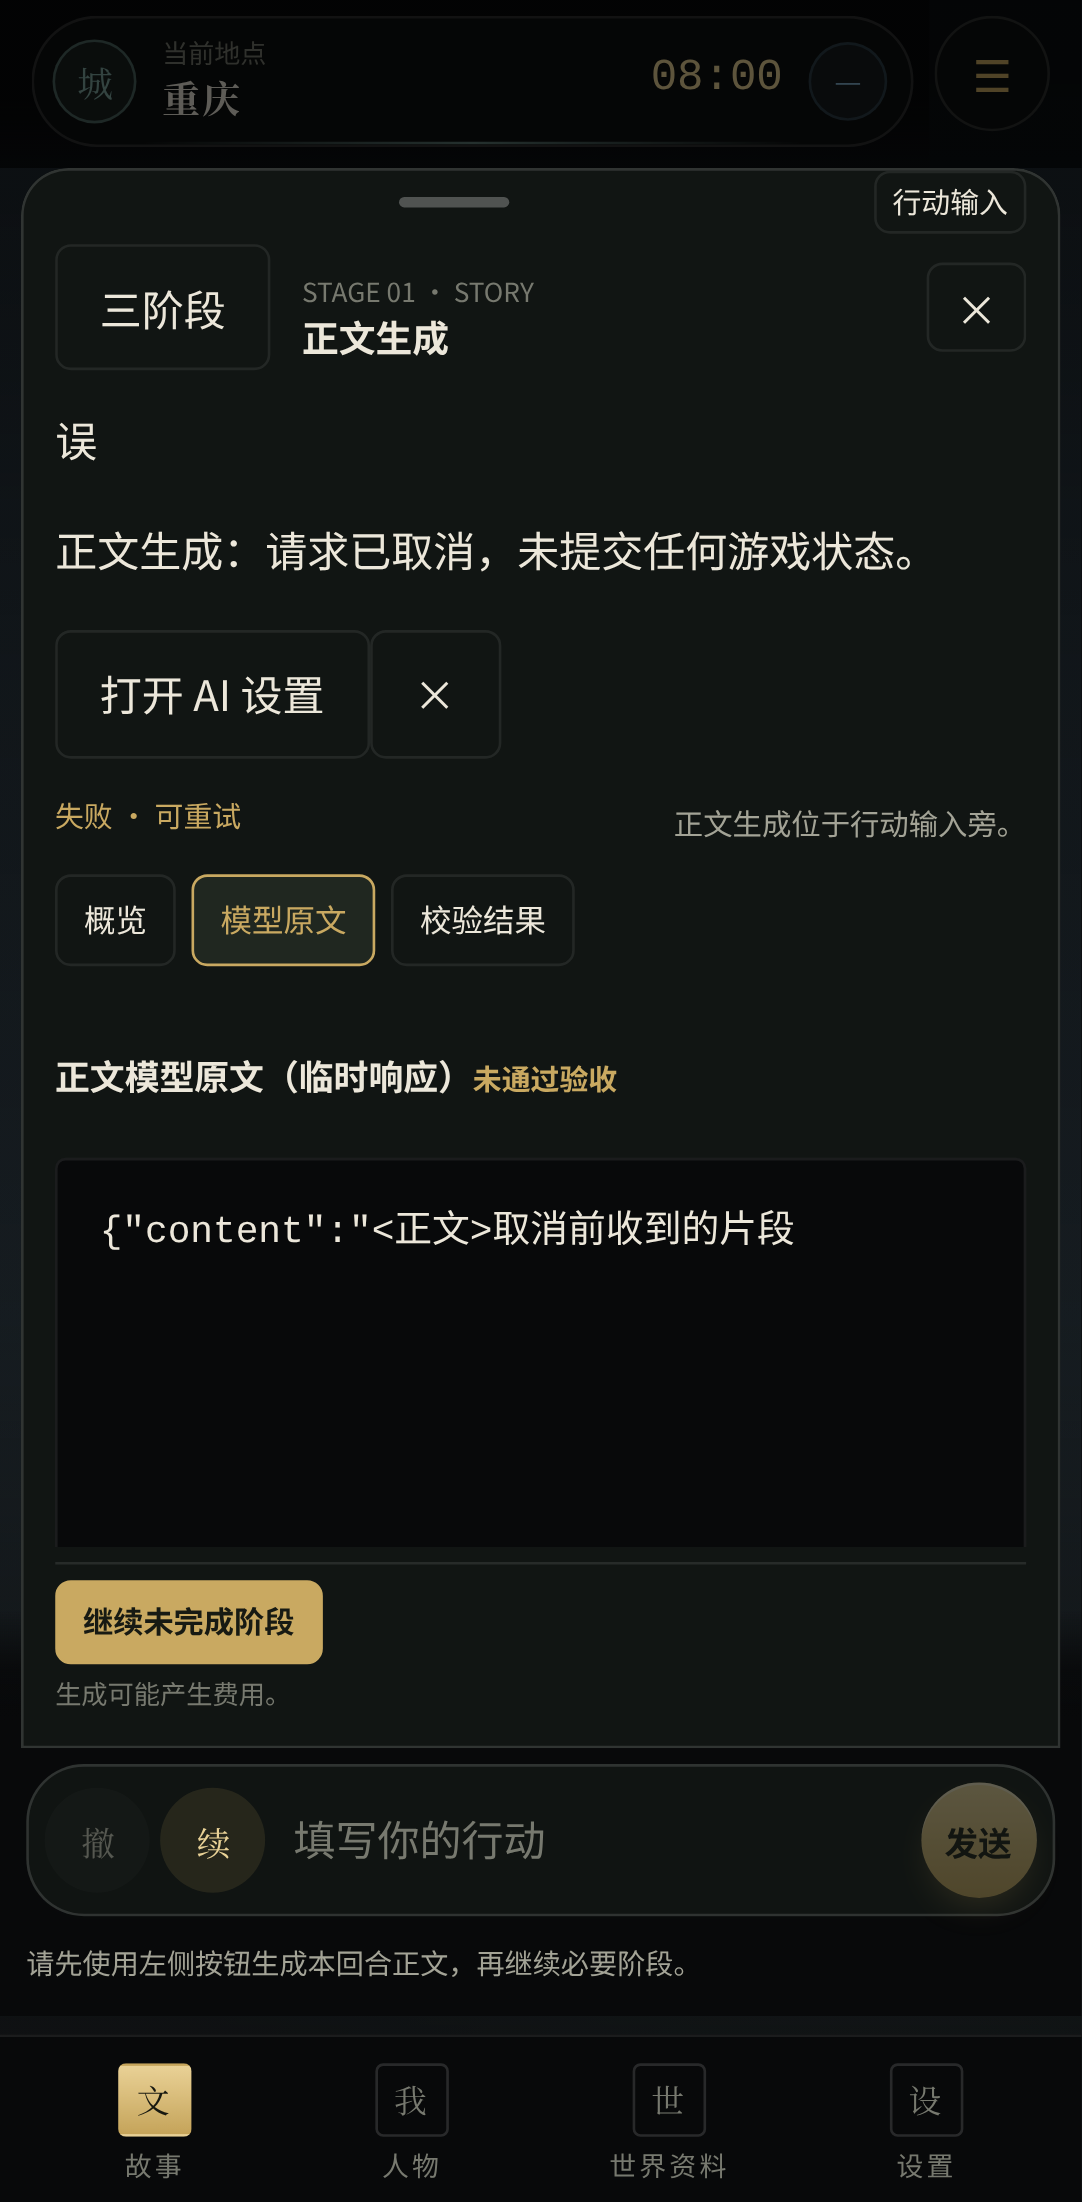 城
当前地点
重庆
08:00
—
☰
行动输入
三阶段
STAGE 01 · STORY
正文生成
×
误
正文生成：请求已取消，未提交任何游戏状态。
打开 AI 设置
×
失败 · 可重试
正文生成位于行动输入旁。
概览
模型原文
校验结果
正文模型原文（临时响应）未通过验收
{"content":"<正文>取消前收到的片段
继续未完成阶段
生成可能产生费用。
撤
续
填写你的行动
发送
请先使用左侧按钮生成本回合正文，再继续必要阶段。
文
我
世
设
故事
人物
世界资料
设置